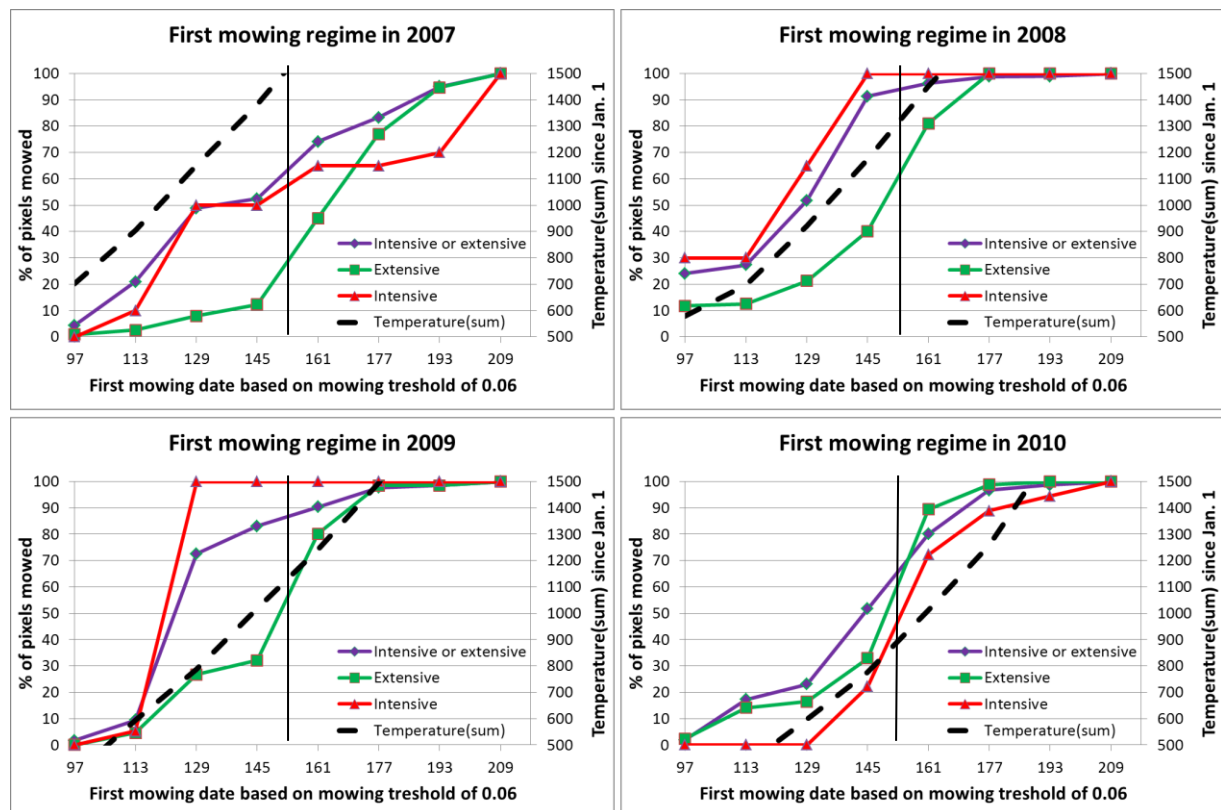 First mowing regime in 2007
% of pixels mowed
100
90
80
70
60
50
40
30
20
10
0
97 113 129 145 161 177 193 209
First mowing date based on mowing treshold of 0.06
1500
1400
1300
1200
1100
1000
900
800
700
600
500
Temperature(sum) since Jan. 1
Intensive or extensive
Extensive
Intensive
Temperature(sum)
First mowing regime in 2008
% of pixels mowed
100
90
80
70
60
50
40
30
20
10
0
97 113 129 145 161 177 193 209
First mowing date based on mowing treshold of 0.06
1500
1400
1300
1200
1100
1000
900
800
700
600
500
Temperature(sum) since Jan. 1
Intensive or extensive
Extensive
Intensive
Temperature(sum)
First mowing regime in 2009
% of pixels mowed
100
90
80
70
60
50
40
30
20
10
0
97 113 129 145 161 177 193 209
First mowing date based on mowing treshold of 0.06
1500
1400
1300
1200
1100
1000
900
800
700
600
500
Temperature(sum) since Jan. 1
Intensive or extensive
Extensive
Intensive
Temperature(sum)
First mowing regime in 2010
% of pixels mowed
100
90
80
70
60
50
40
30
20
10
0
97 113 129 145 161 177 193 209
First mowing date based on mowing treshold of 0.06
1500
1400
1300
1200
1100
1000
900
800
700
600
500
Temperature(sum) since Jan. 1
Intensive or extensive
Extensive
Intensive
Temperature(sum)